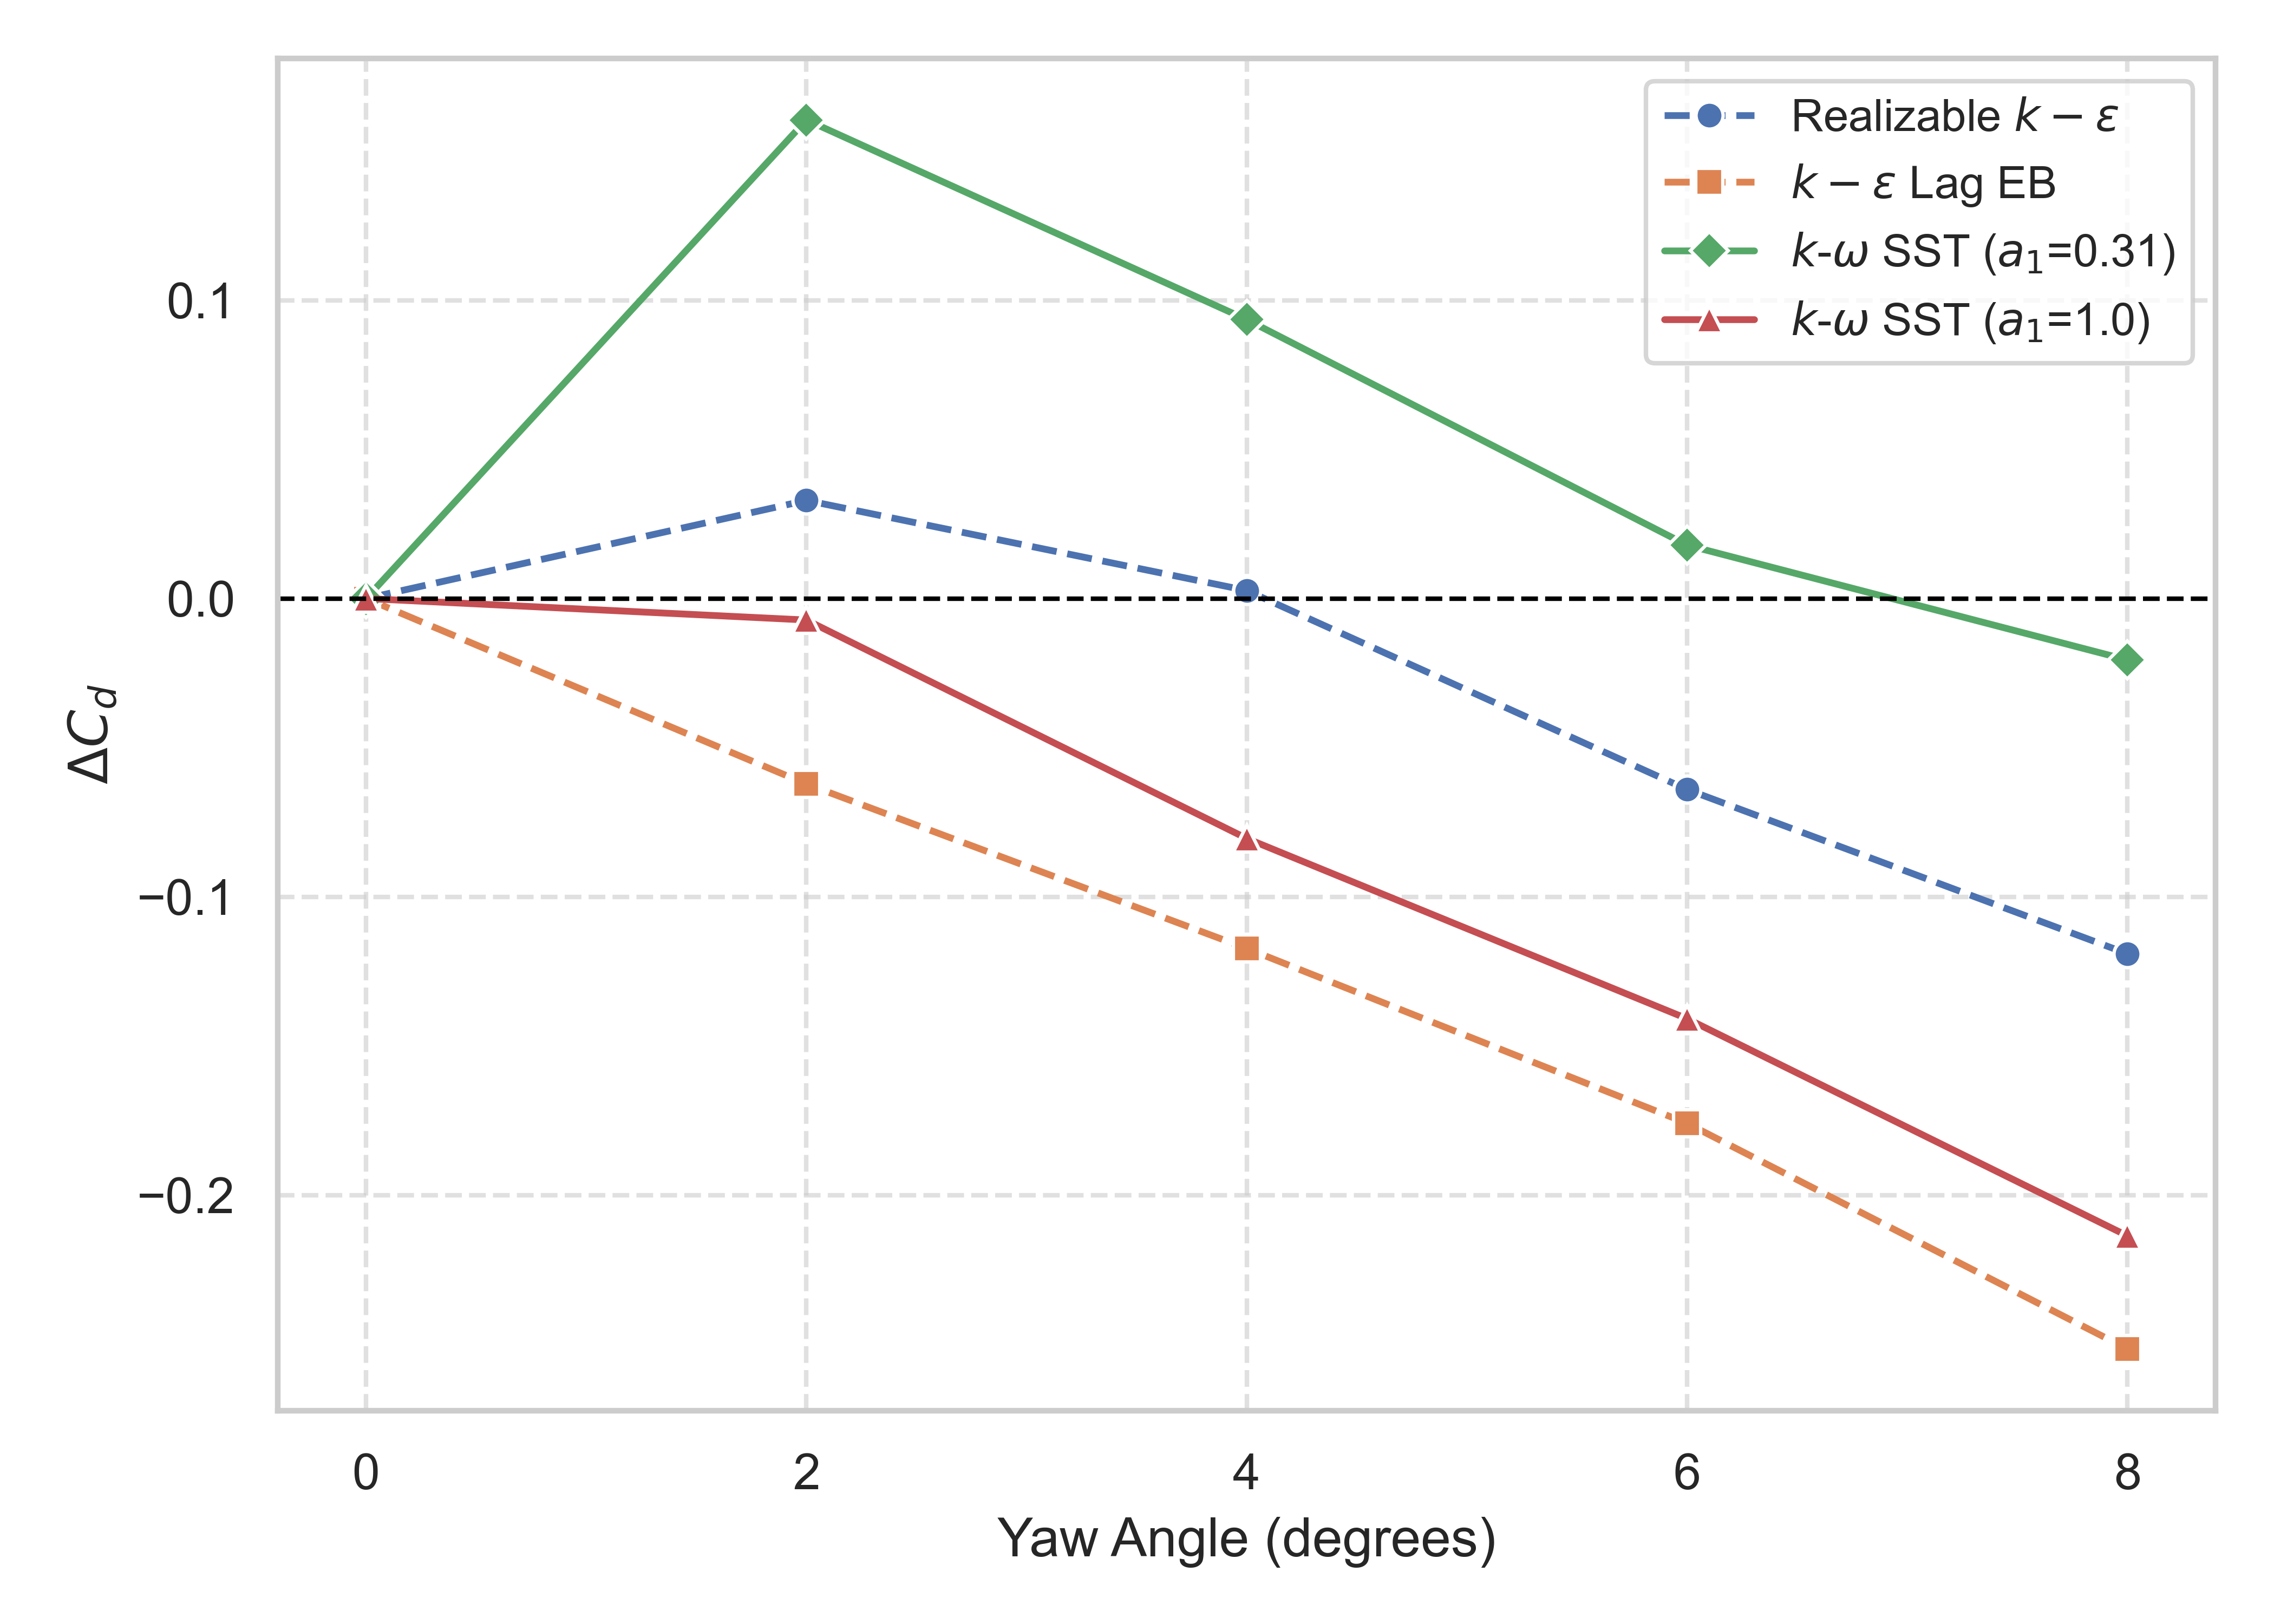 Realizable k − ε
k − ε Lag EB
k-ω SST (a₁=0.31)
k-ω SST (a₁=1.0)
0.1
0.0
−0.1
−0.2
ΔC_d
0 2 4 6 8
Yaw Angle (degrees)